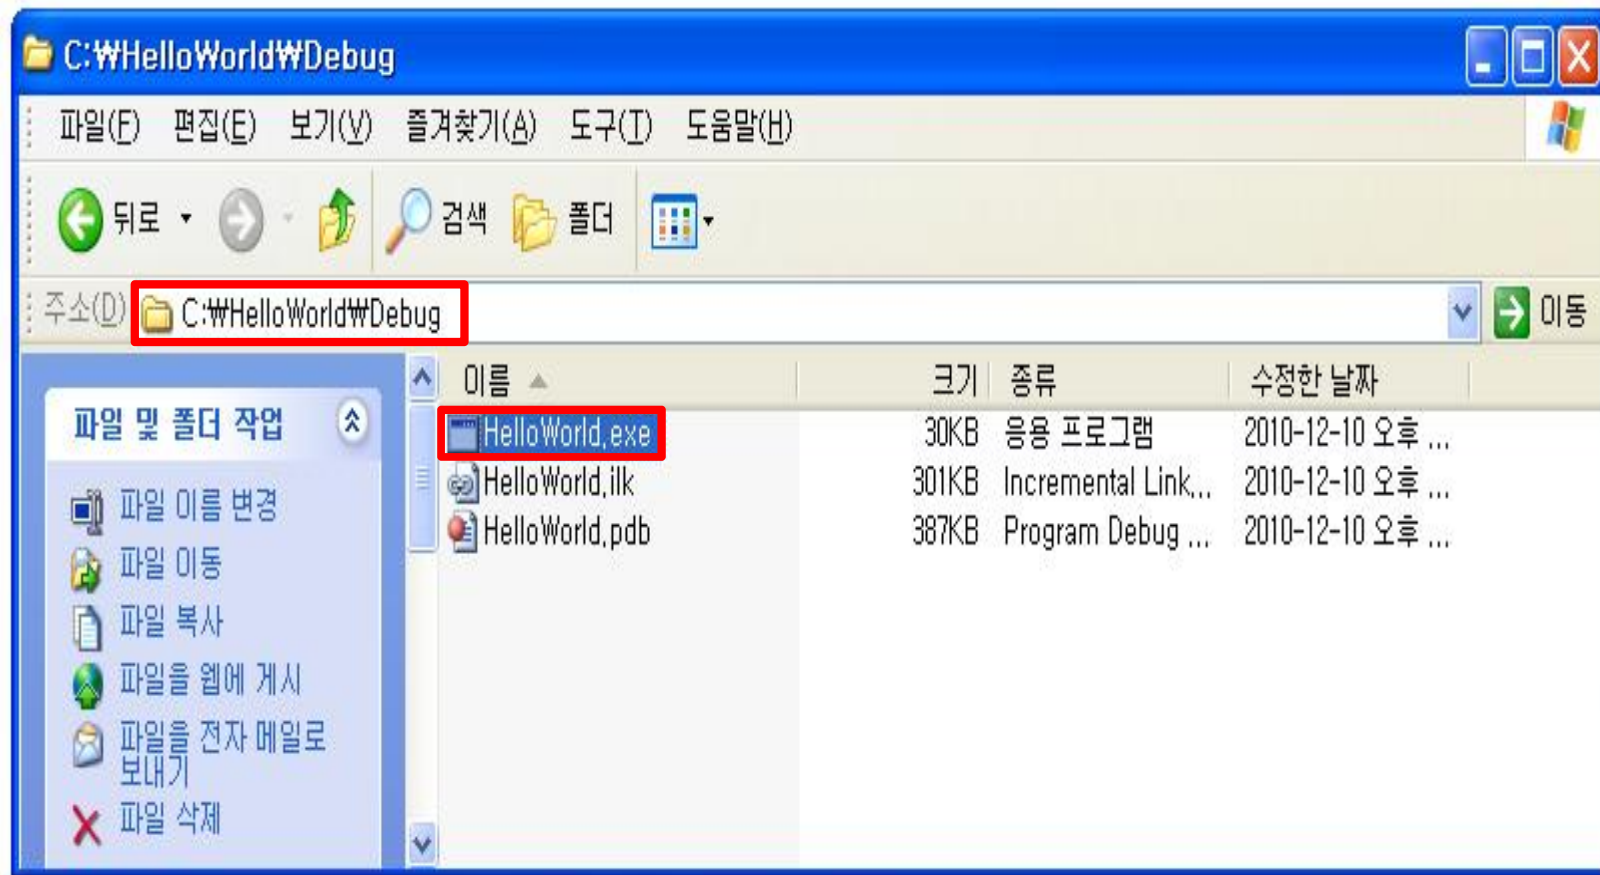 C:₩HelloWorld₩Debug
파일(F) 편집(E) 보기(V) 즐겨찾기(A) 도구(T) 도움말(H)
뒤로 검색 폴더
주소(D) C:₩HelloWorld₩Debug 이동
이름 크기 종류 수정한 날짜
HelloWorld.exe 30KB 응용 프로그램 2010-12-10 오후 ...
HelloWorld.ilk 301KB Incremental Link... 2010-12-10 오후 ...
HelloWorld.pdb 387KB Program Debug ... 2010-12-10 오후 ...
파일 및 폴더 작업
파일 이름 변경
파일 이동
파일 복사
파일을 웹에 게시
파일을 전자 메일로
보내기
파일 삭제